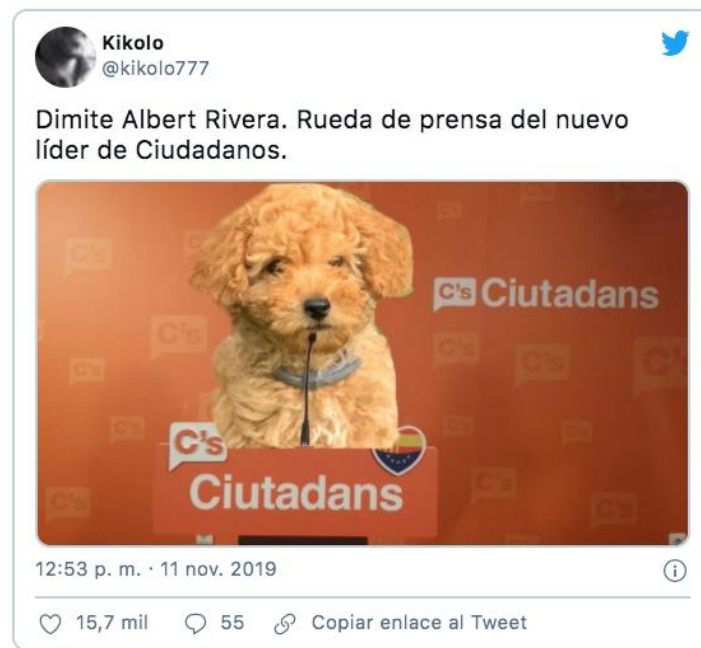 Kikolo
@kikolo777
Dimite Albert Rivera. Rueda de prensa del nuevo
líder de Ciudadanos.
C's Ciutadans
C's
C's
C's
C's
C's
C's
C's
Ciutadans
C's
C's
12:53 p. m. · 11 nov. 2019
15,7 mil 55 Copiar enlace al Tweet